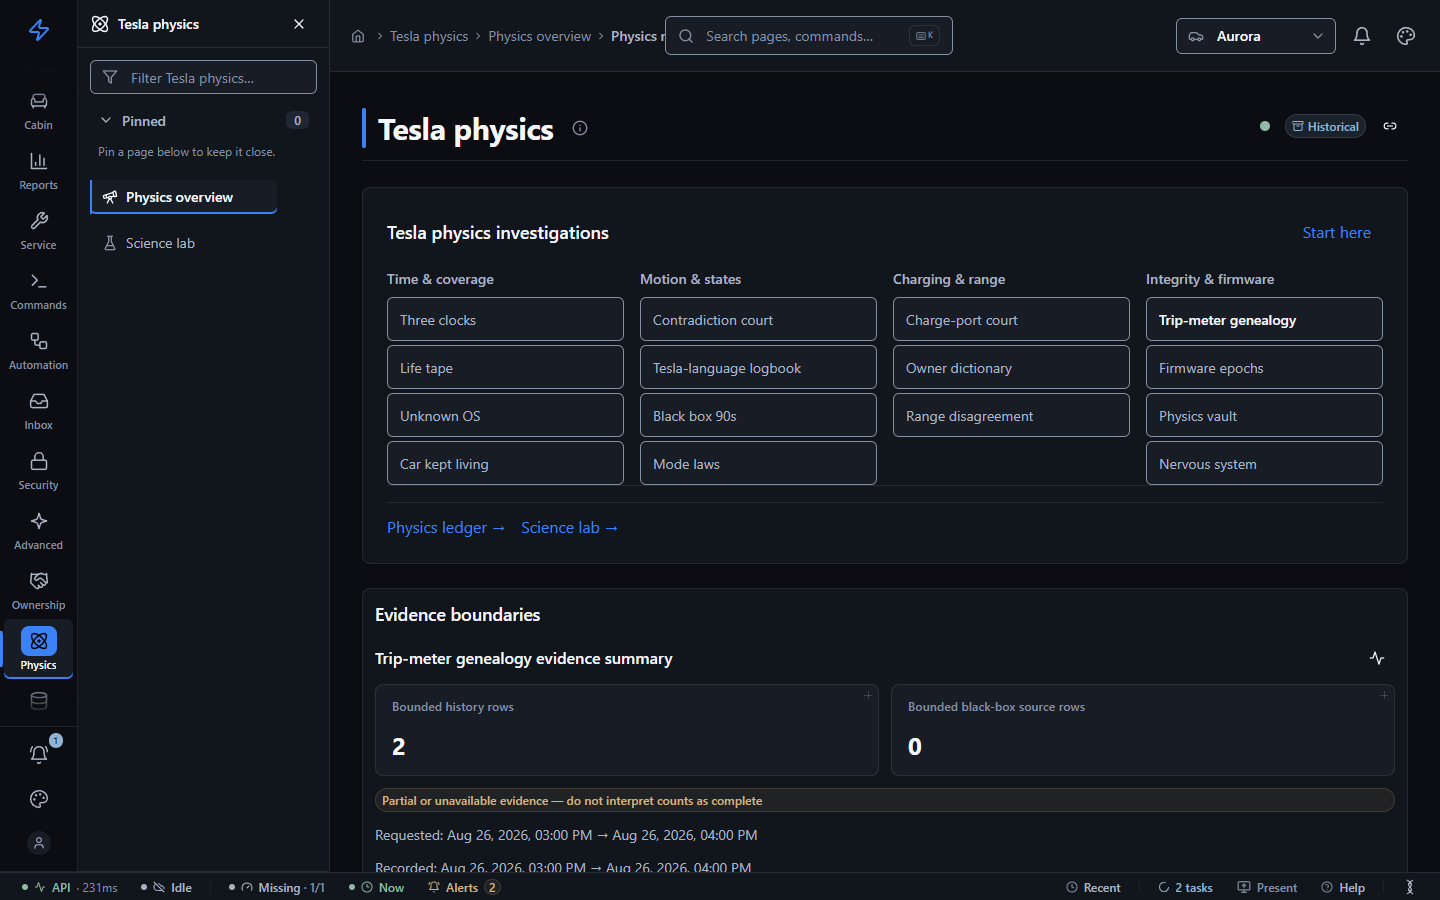 Tesla physics
Filter Tesla physics...
Pinned
0
Pin a page below to keep it close.
Physics overview
Science lab
Cabin
Reports
Service
Commands
Automation
Inbox
Security
Advanced
Ownership
Physics
1
Tesla physics
Physics overview
Physics
Search pages, commands...
K
Aurora
Tesla physics
Historical
Tesla physics investigations
Start here
Time & coverage
Three clocks
Life tape
Unknown OS
Car kept living
Motion & states
Contradiction court
Tesla-language logbook
Black box 90s
Mode laws
Charging & range
Charge-port court
Owner dictionary
Range disagreement
Integrity & firmware
Trip-meter genealogy
Firmware epochs
Physics vault
Nervous system
Physics ledger →
Science lab →
Evidence boundaries
Trip-meter genealogy evidence summary
Bounded history rows
2
Bounded black-box source rows
0
Partial or unavailable evidence — do not interpret counts as complete
Requested: Aug 26, 2026, 03:00 PM → Aug 26, 2026, 04:00 PM
Recorded: Aug 26, 2026, 03:00 PM → Aug 26, 2026, 04:00 PM
API · 231ms
Idle
Missing · 1/1
Now
Alerts 2
Recent
2 tasks
Present
Help